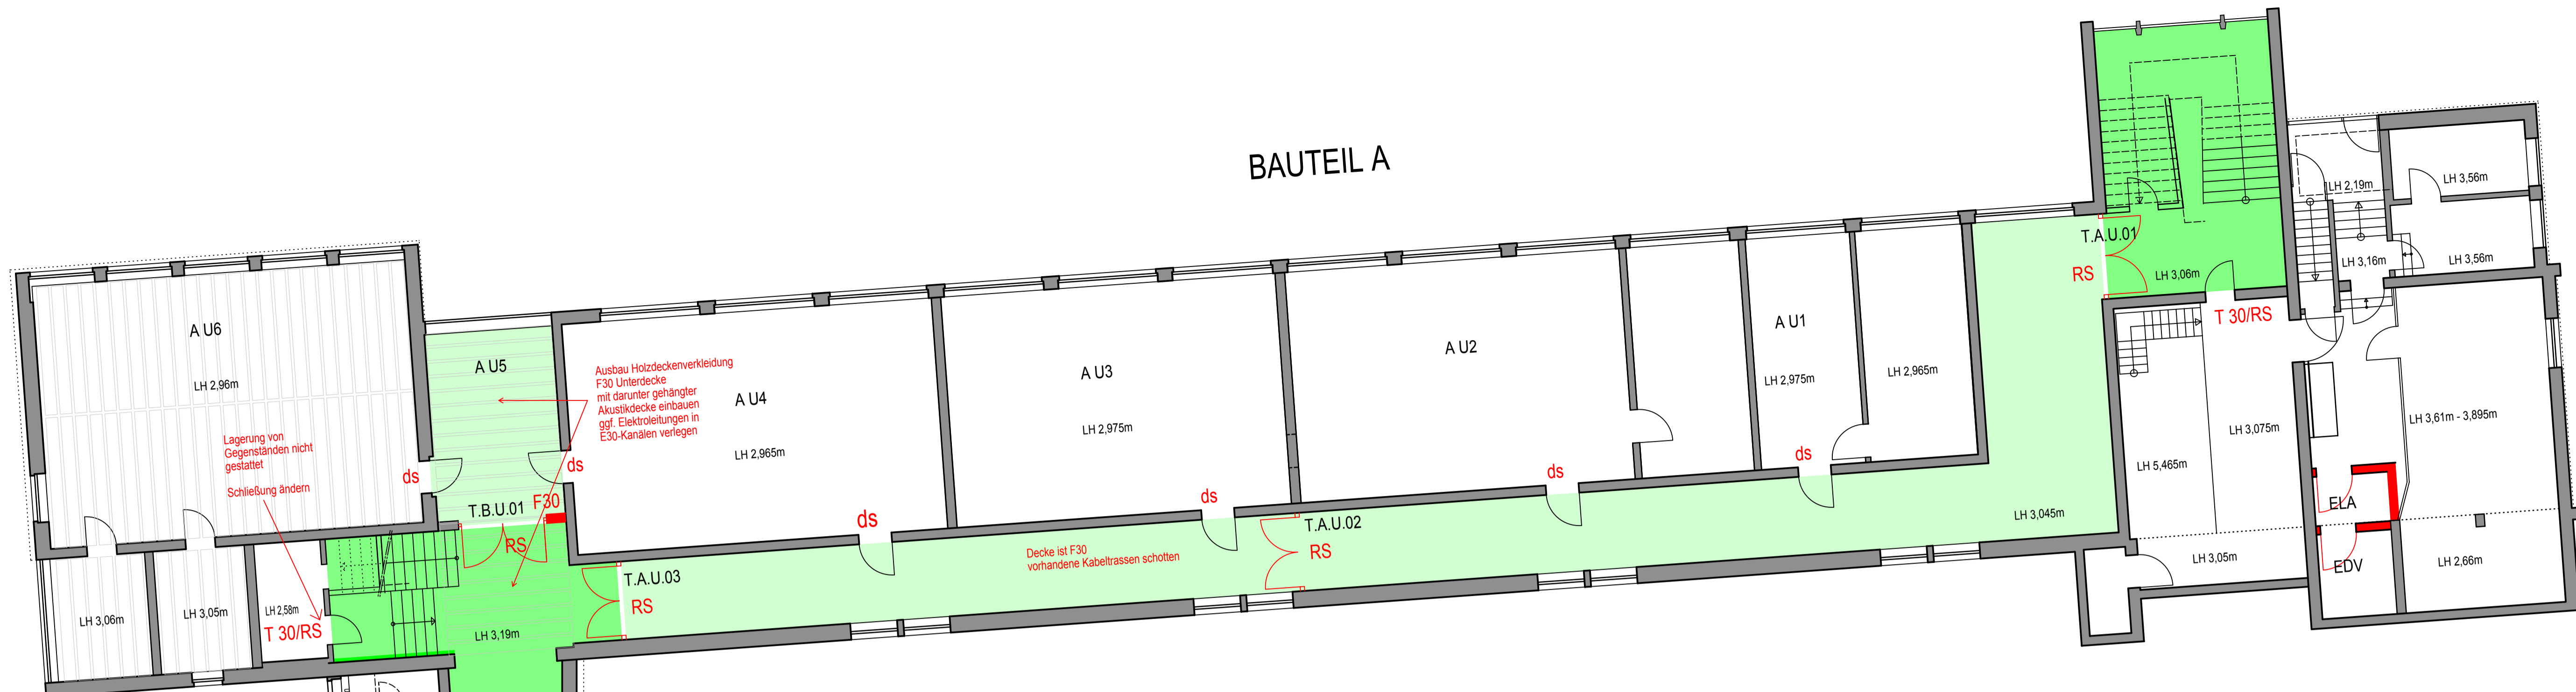 BAUTEIL A
A U6
LH 2,96m
Lagerung von
Gegenständen nicht
gestattet
Schließung ändern
ds
LH 3,06m
LH 3,05m
LH 2,58m
T 30/RS
A U5
T.B.U.01
F30
RS
LH 3,19m
ds
Ausbau Holzdeckenverkleidung
F30 Unterdecke
mit darunter gehängter
Akustikdecke einbauen
ggf. Elektroleitungen in
E30-Kanälen verlegen
A U4
LH 2,965m
ds
T.A.U.03
RS
A U3
LH 2,975m
ds
Decke ist F30
vorhandene Kabeltrassen schotten
T.A.U.02
RS
A U2
ds
A U1
LH 2,975m
ds
LH 2,965m
LH 3,045m
T.A.U.01
RS
LH 3,06m
T 30/RS
LH 2,19m
LH 3,16m
LH 3,56m
LH 3,56m
LH 3,075m
LH 5,465m
LH 3,05m
LH 3,61m - 3,895m
ELA
EDV
LH 2,66m